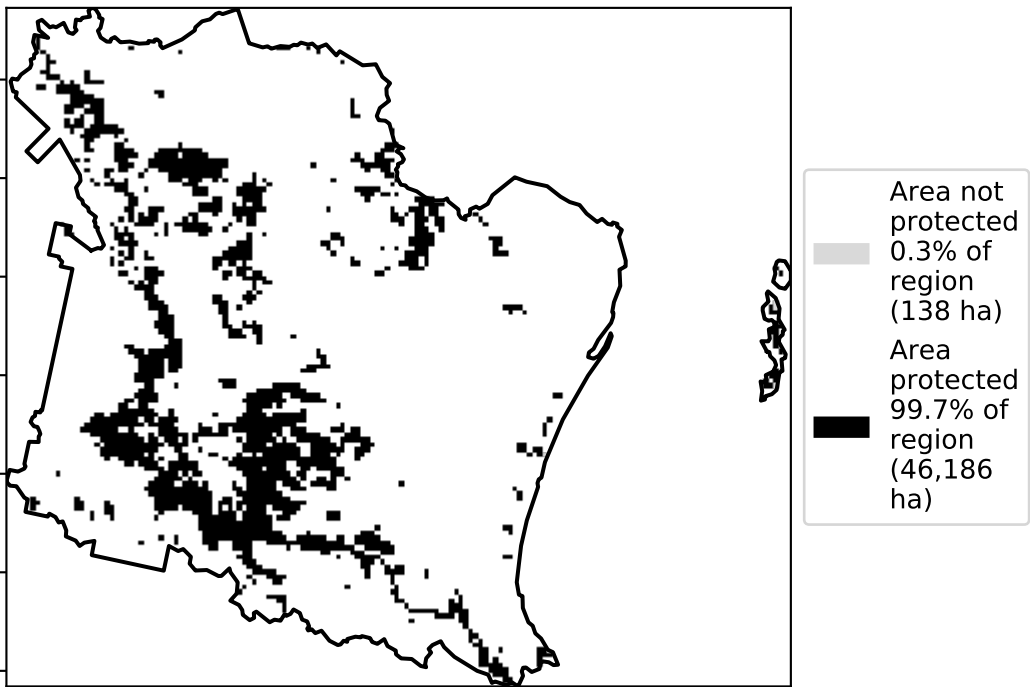 Area not
protected
0.3% of
region
(138 ha)
Area
protected
99.7% of
region
(46,186
ha)